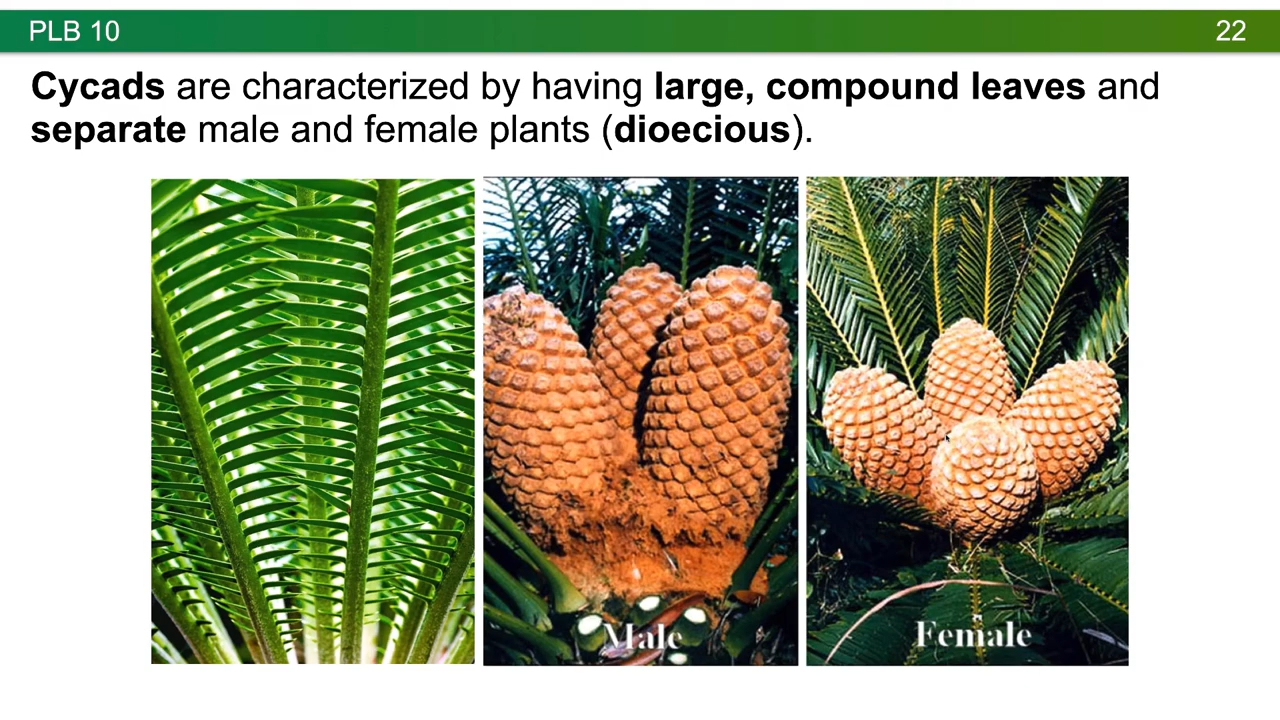 PLB 10
22
Cycads are characterized by having large, compound leaves and
separate male and female plants (dioecious).
Male
Female